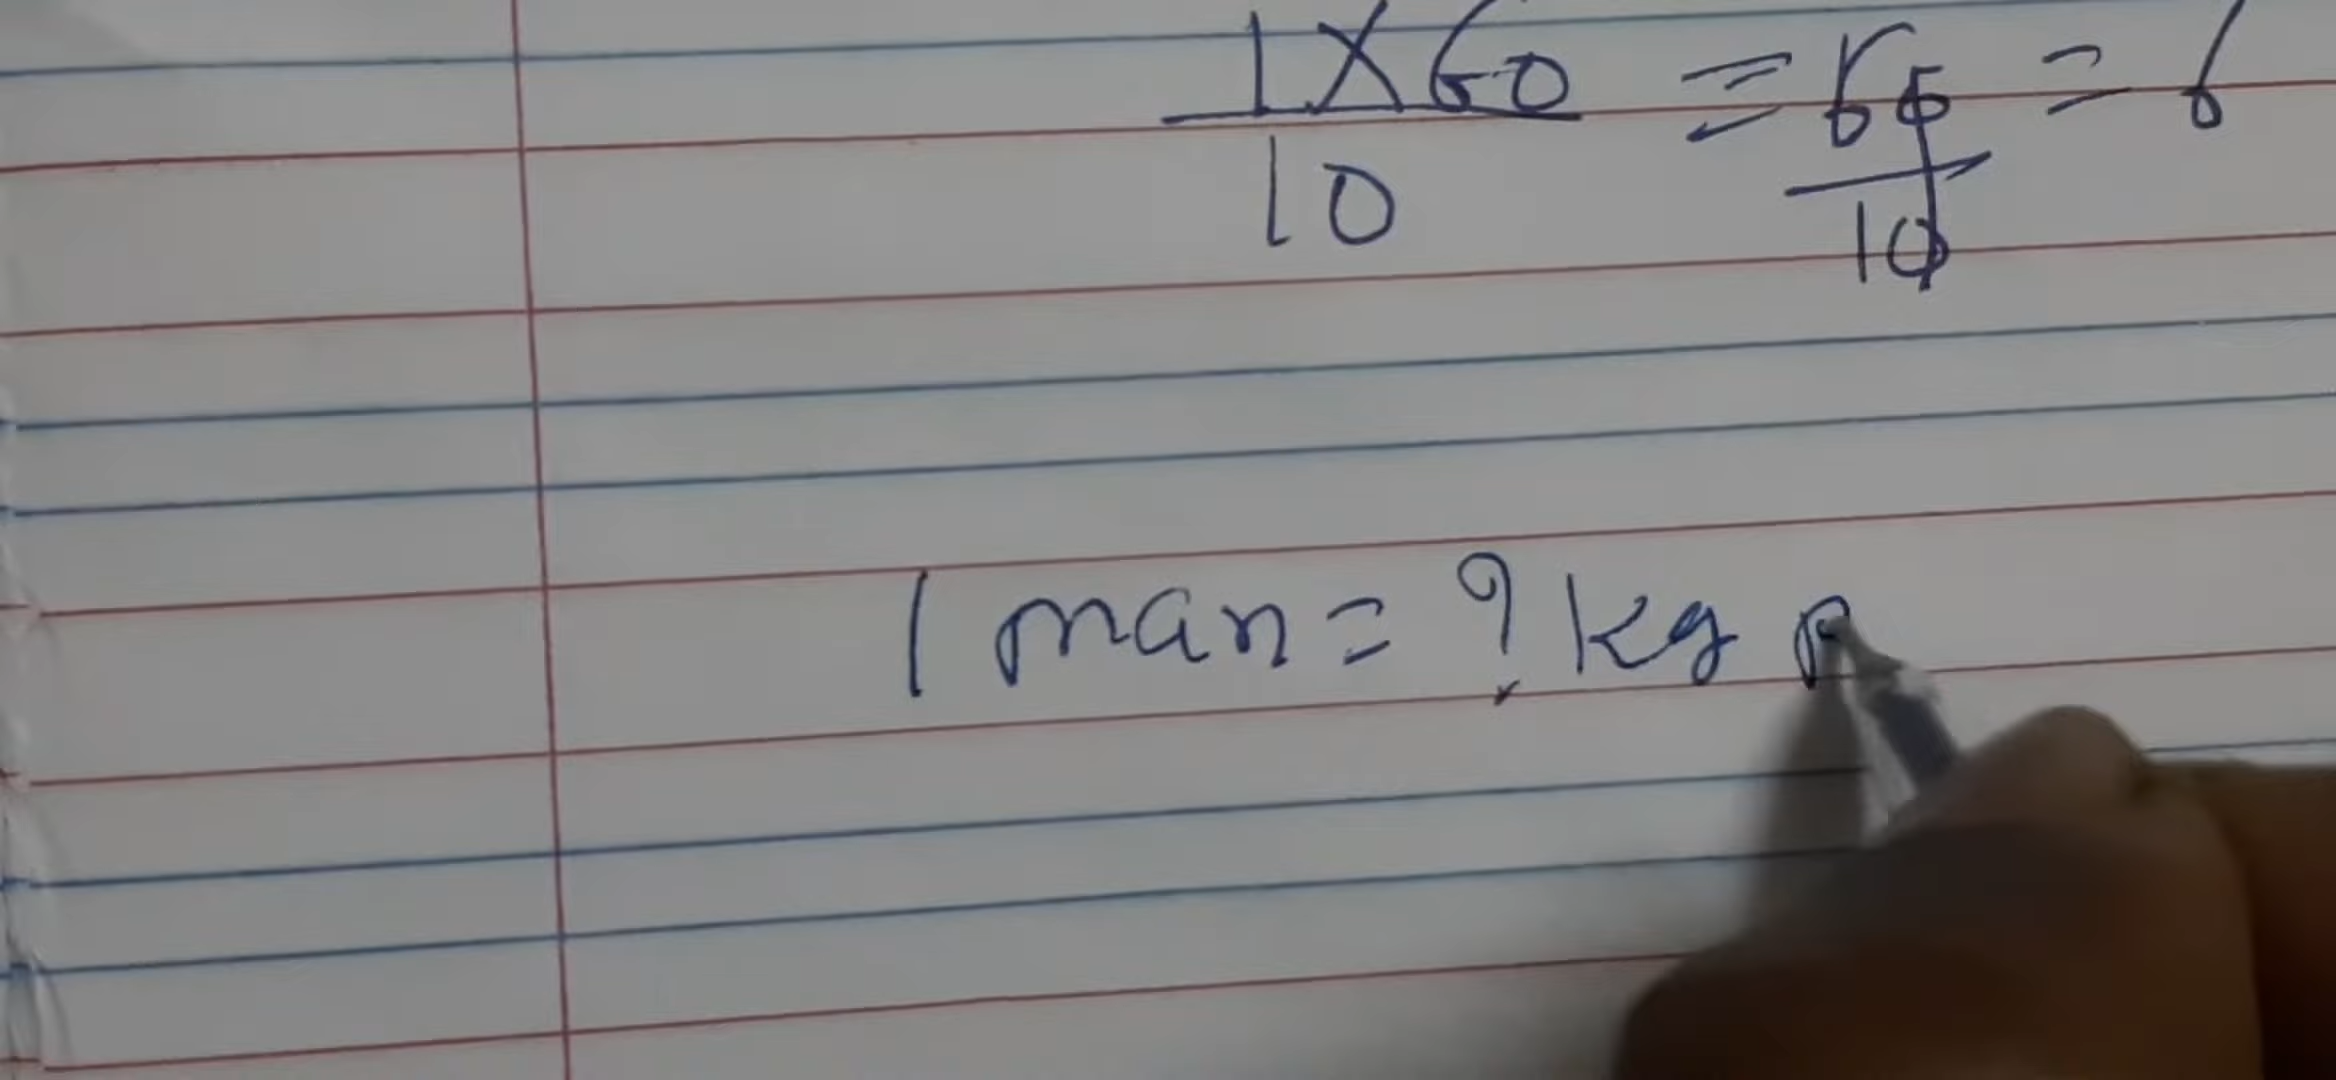 1 X 60 = 60 = 6
10 10
1 man = ? kg